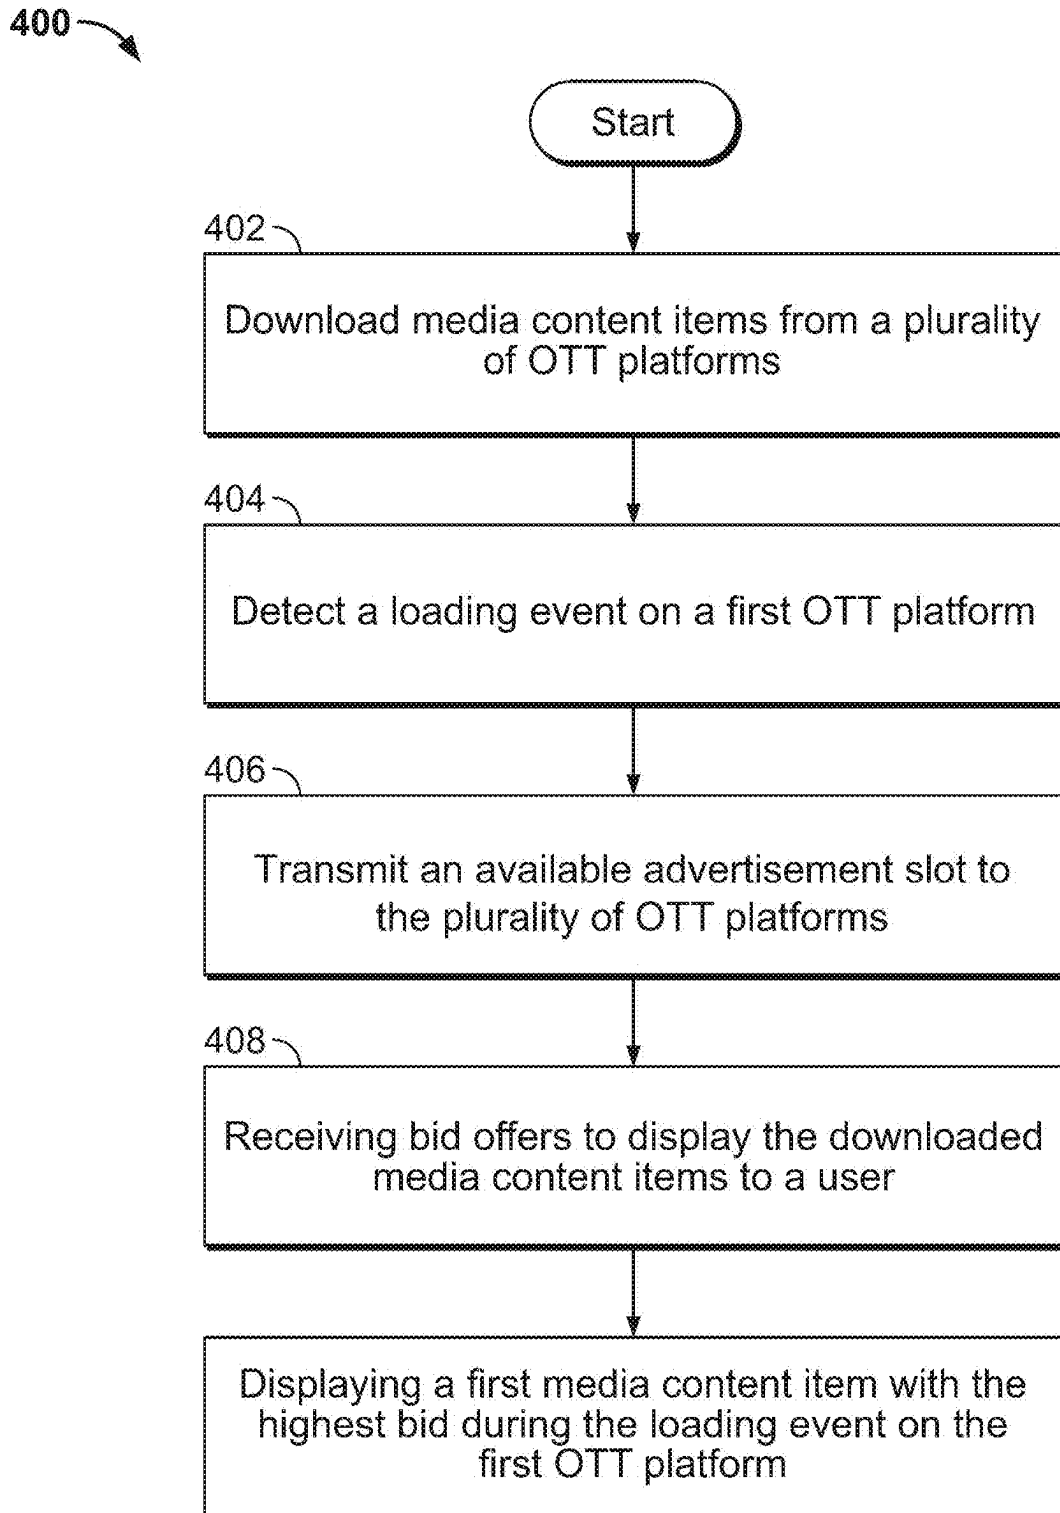 400
Start
402
Download media content items from a plurality
of OTT platforms
404
Detect a loading event on a first OTT platform
406
Transmit an available advertisement slot to
the plurality of OTT platforms
408
Receiving bid offers to display the downloaded
media content items to a user
Displaying a first media content item with the
highest bid during the loading event on the
first OTT platform